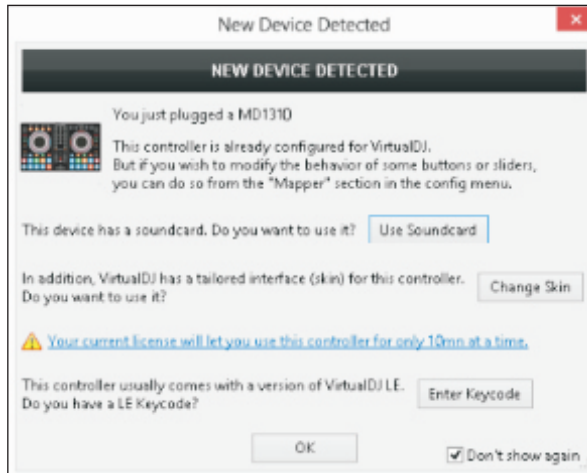 New Device Detected
NEW DEVICE DETECTED
You just plugged a MD1310
This controller is already configured for VirtualDJ.
But if you wish to modify the behavior of some buttons or sliders,
you can do so from the "Mapper" section in the config menu.
This device has a soundcard. Do you want to use it?
Use Soundcard
In addition, VirtualDJ has a tailored interface (skin) for this controller.
Do you want to use it?
Change Skin
Your current license will let you use this controller for only 10mn at a time.
This controller usually comes with a version of VirtualDJ LE.
Do you have a LE Keycode?
Enter Keycode
OK
Don't show again